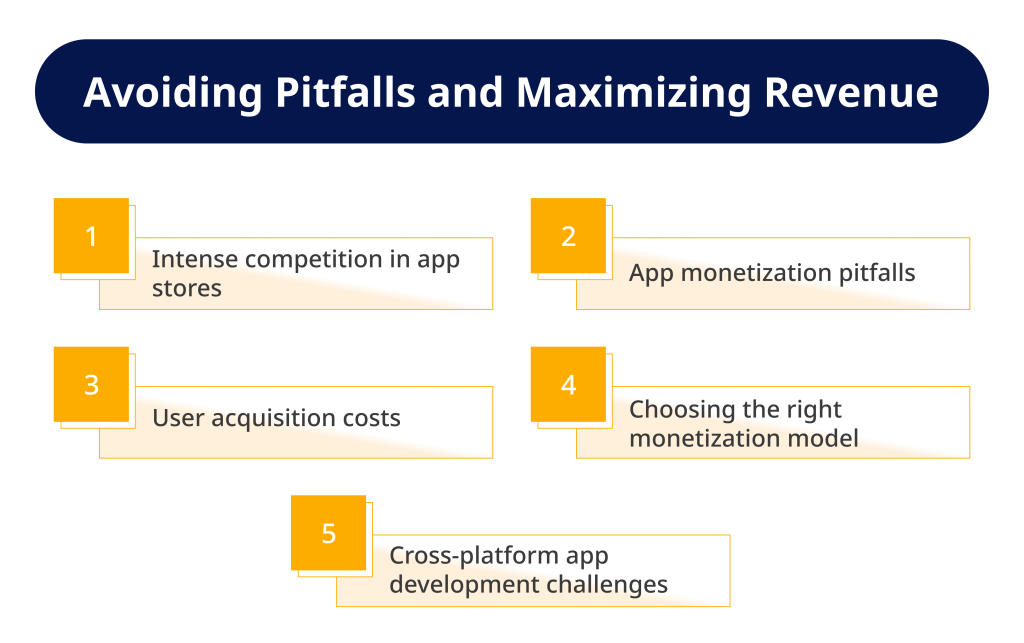 Avoiding Pitfalls and Maximizing Revenue
1
Intense competition in app
stores
2
App monetization pitfalls
3
User acquisition costs
4
Choosing the right
monetization model
5
Cross-platform app
development challenges